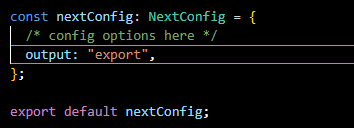 const nextConfig: NextConfig = {
  /* config options here */
  output: "export",
};

export default nextConfig;